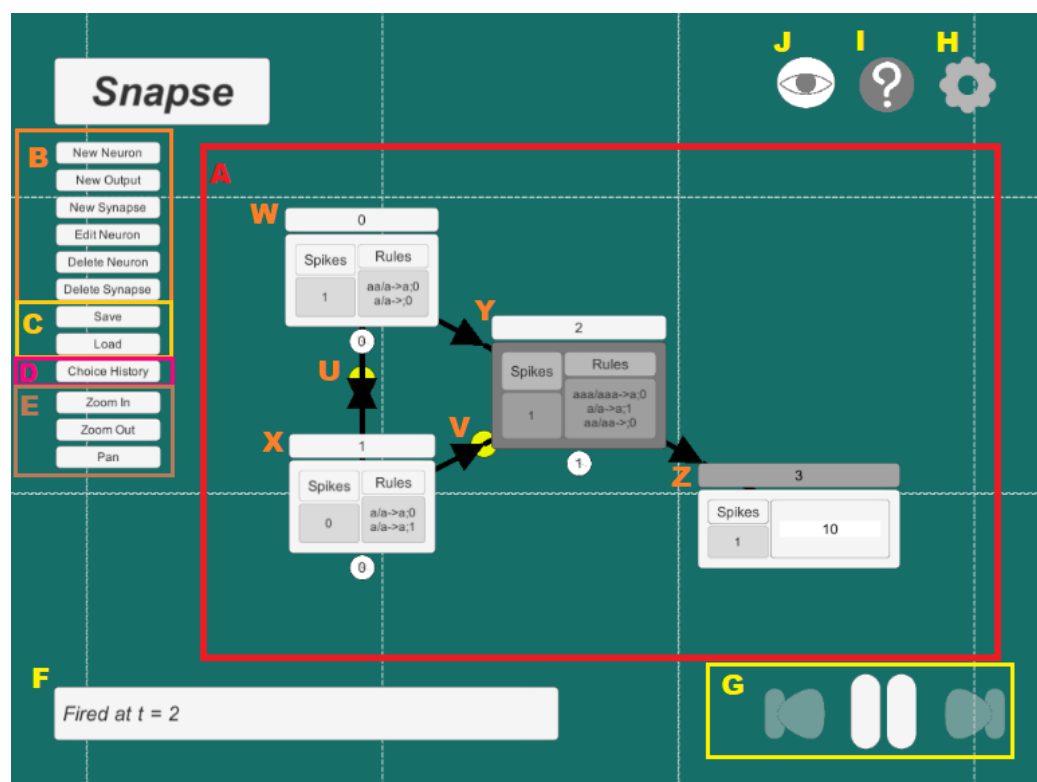 J I H
Snapse
B
New Neuron
New Output
New Synapse
Edit Neuron
Delete Neuron
Delete Synapse
C
Save
Load
D
Choice History
E
Zoom In
Zoom Out
Pan
A
W
0
Spikes Rules
1
aa/a->a;0
a/a->;0
0
U
X
1
Spikes Rules
0
a/a->a;0
a/a->a;1
0
Y
2
Spikes Rules
1
aaa/aaa->a;0
a/a->a;1
aa/aa->;0
1
V
Z
3
Spikes
1
10
F
Fired at t = 2
G
?